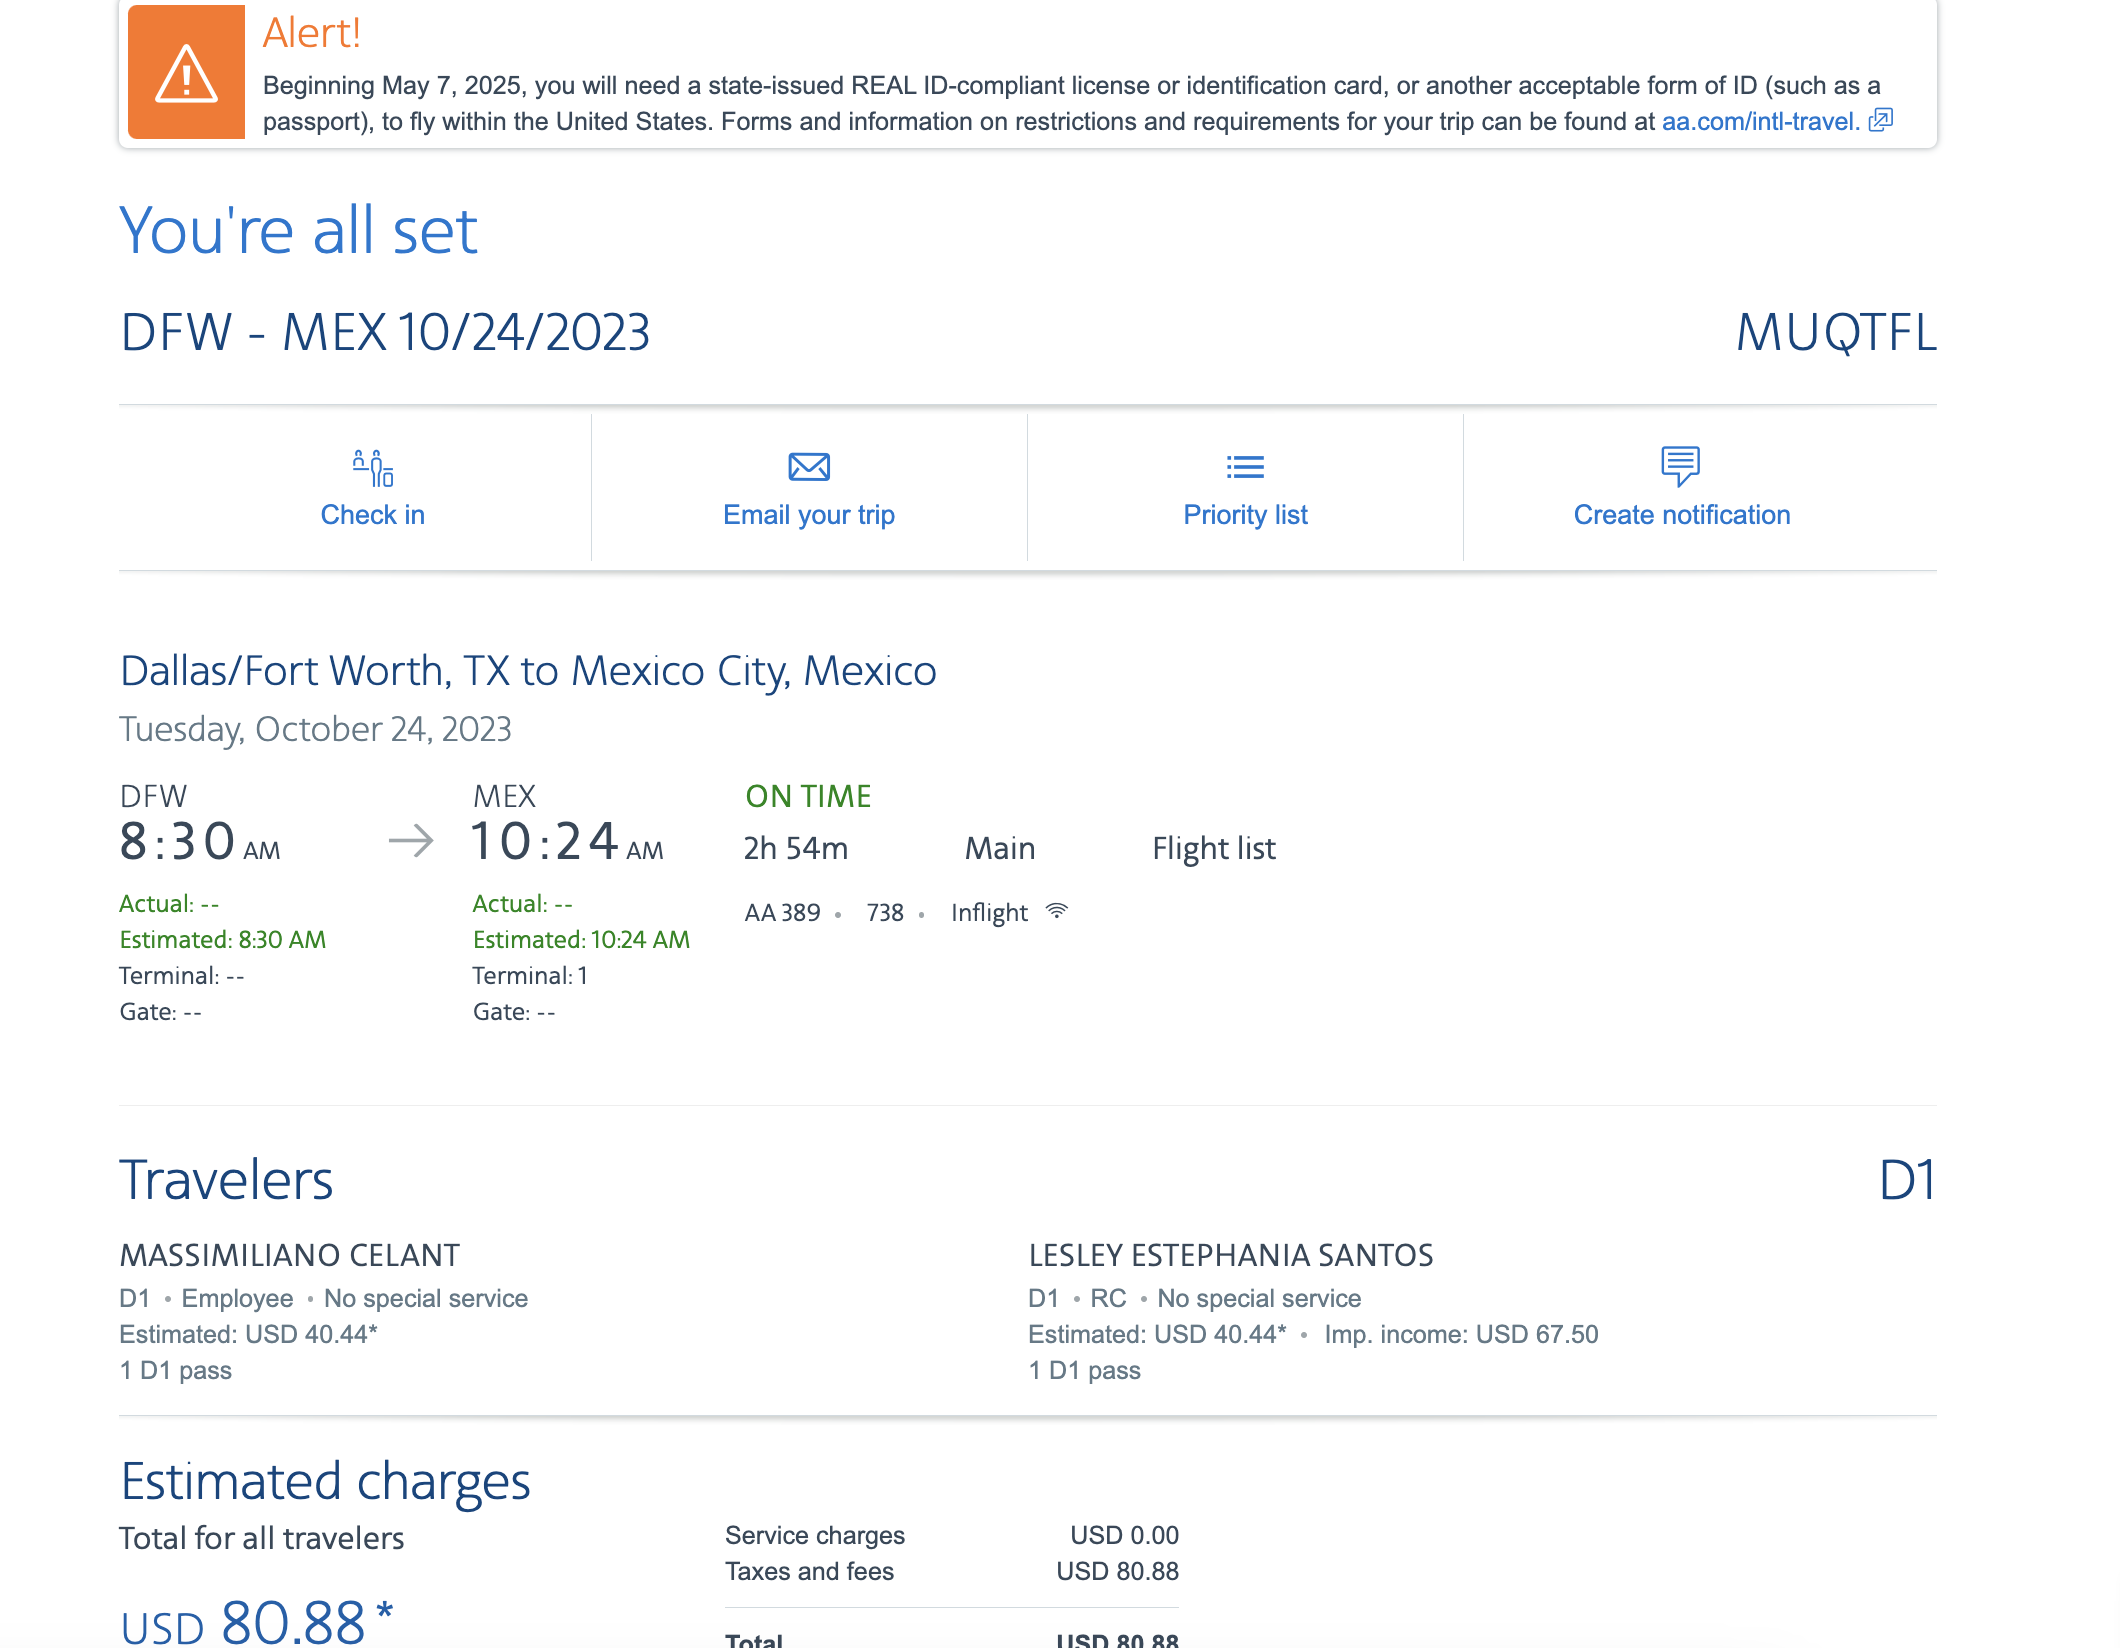 Alert!
Beginning May 7, 2025, you will need a state-issued REAL ID-compliant license or identification card, or another acceptable form of ID (such as a
passport), to fly within the United States. Forms and information on restrictions and requirements for your trip can be found at aa.com/intl-travel.
You're all set
DFW - MEX 10/24/2023 MUQTFL
Check in Email your trip Priority list Create notification
Dallas/Fort Worth, TX to Mexico City, Mexico
Tuesday, October 24, 2023
DFW MEX ON TIME
8:30 AM 10:24 AM 2h 54m Main Flight list
Actual: -- Actual: -- AA 389 • 738 • Inflight
Estimated: 8:30 AM Estimated: 10:24 AM
Terminal: -- Terminal: 1
Gate: -- Gate: --
Travelers D1
MASSIMILIANO CELANT LESLEY ESTEPHANIA SANTOS
D1 • Employee • No special service D1 • RC • No special service
Estimated: USD 40.44* Estimated: USD 40.44* • Imp. income: USD 67.50
1 D1 pass 1 D1 pass
Estimated charges
Total for all travelers Service charges USD 0.00
Taxes and fees USD 80.88
USD 80.88* Total USD 80.88